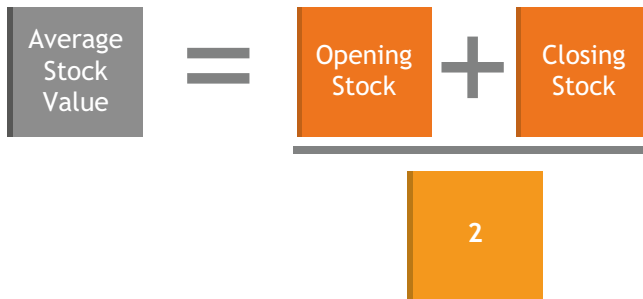 Average
Stock
Value
=
Opening
Stock
+
Closing
Stock
2